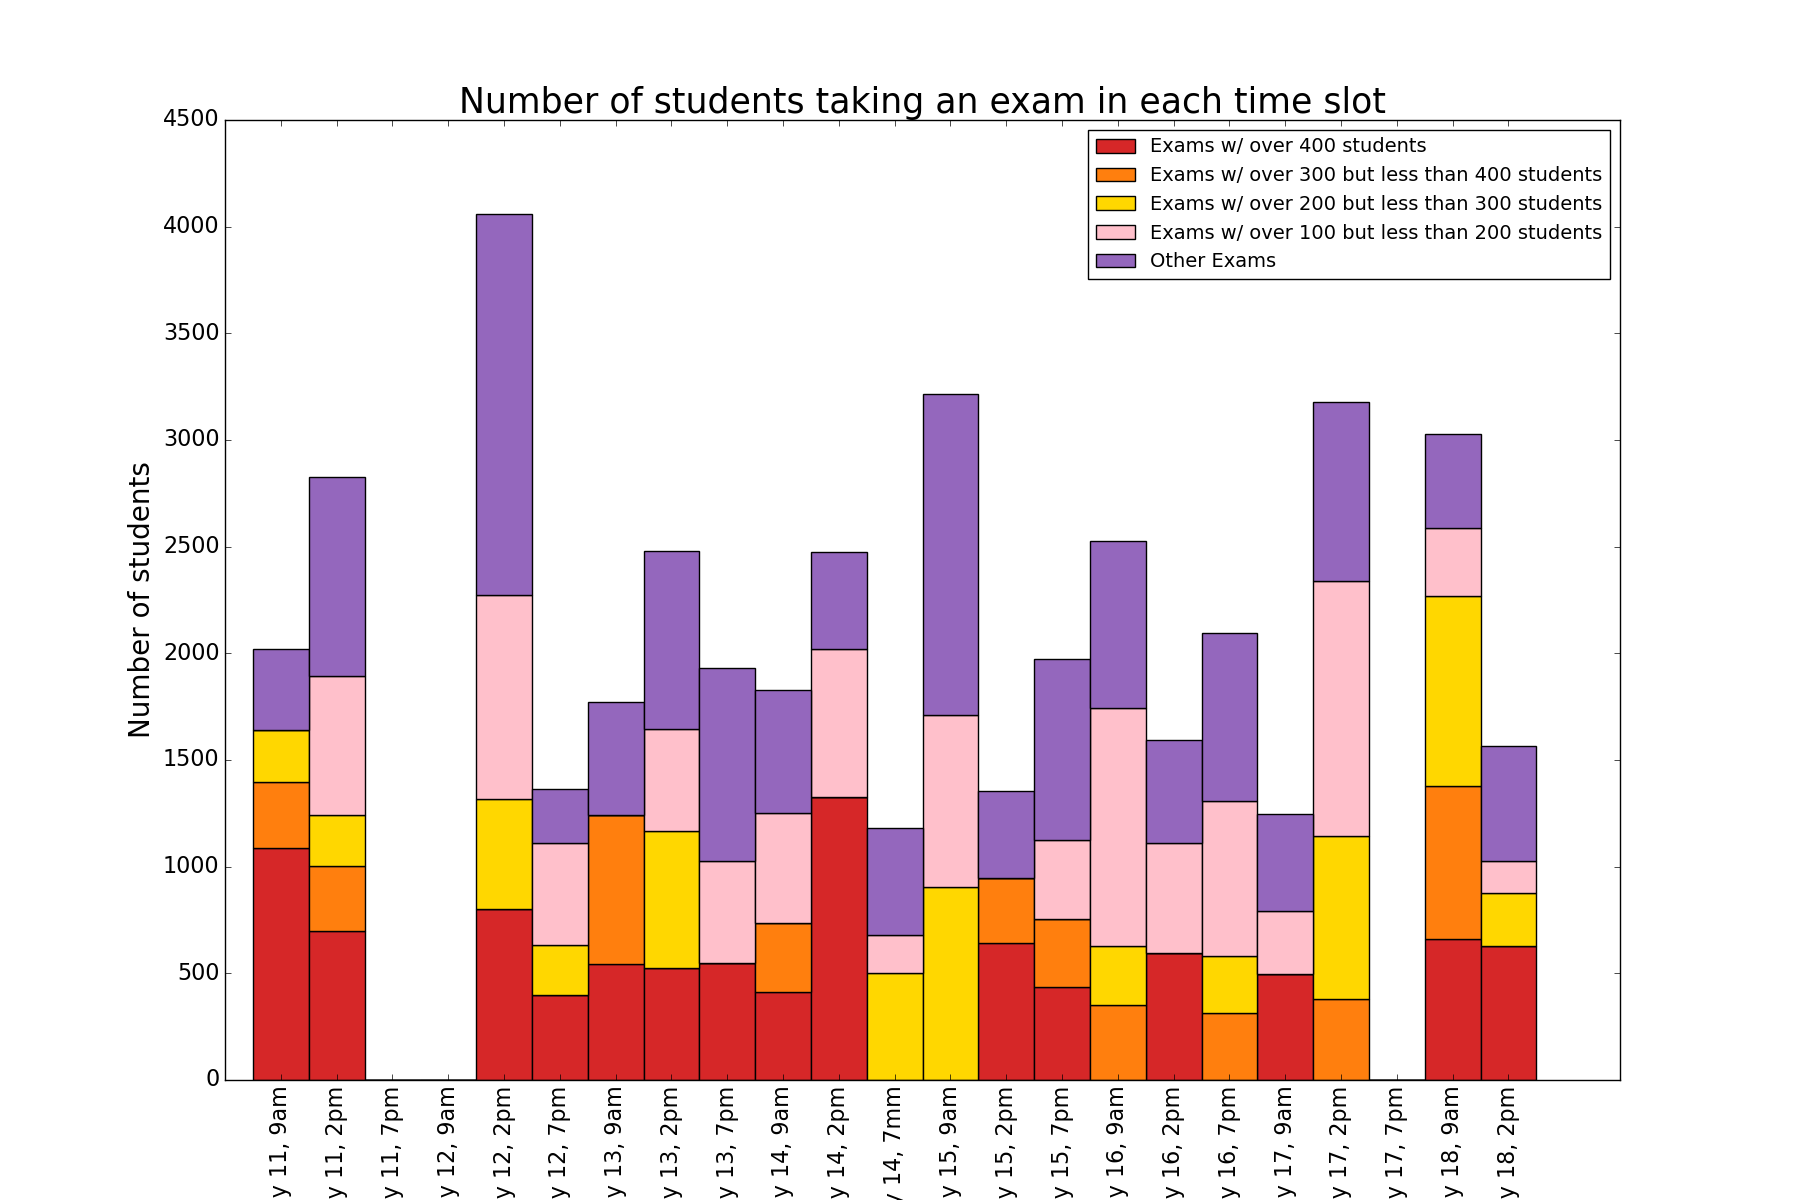 Number of students taking an exam in each time slot
Number of students
4500
4000
3500
3000
2500
2000
1500
1000
500
0
Exams w/ over 400 students
Exams w/ over 300 but less than 400 students
Exams w/ over 200 but less than 300 students
Exams w/ over 100 but less than 200 students
Other Exams
y 11, 9am
y 11, 2pm
y 11, 7pm
y 12, 9am
y 12, 2pm
y 12, 7pm
y 13, 9am
y 13, 2pm
y 13, 7pm
y 14, 9am
y 14, 2pm
y 14, 7mm
y 15, 9am
y 15, 2pm
y 15, 7pm
y 16, 9am
y 16, 2pm
y 16, 7pm
y 17, 9am
y 17, 2pm
y 17, 7pm
y 18, 9am
y 18, 2pm